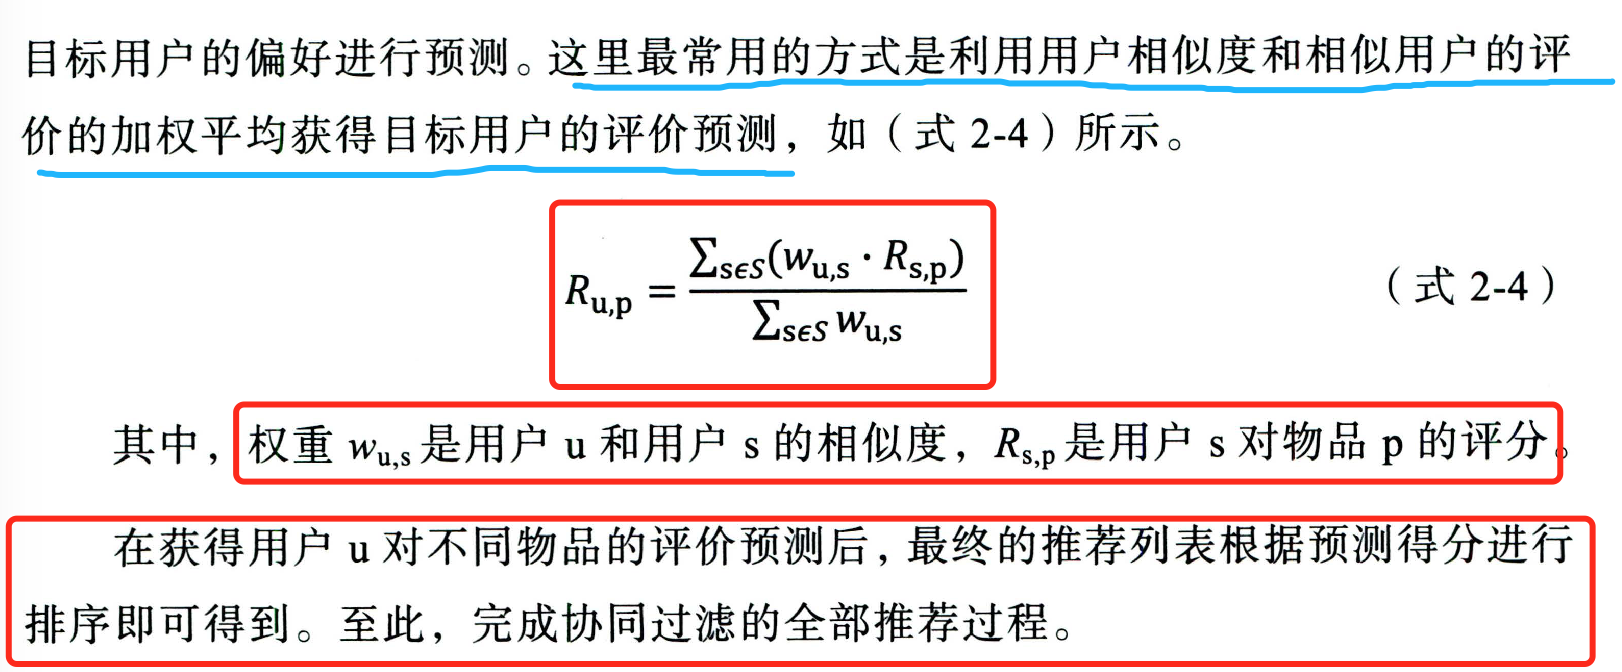 目标用户的偏好进行预测。这里最常用的方式是利用用户相似度和相似用户的评
价的加权平均获得目标用户的评价预测，如（式 2-4）所示。
R_{u,p} = \frac{\sum_{sϵS}(w_{u,s} \cdot R_{s,p})}{\sum_{sϵS} w_{u,s}} （式 2-4）
其中，权重 w_{u,s} 是用户 u 和用户 s 的相似度，R_{s,p} 是用户 s 对物品 p 的评分。
在获得用户 u 对不同物品的评价预测后，最终的推荐列表根据预测得分进行
排序即可得到。至此，完成协同过滤的全部推荐过程。